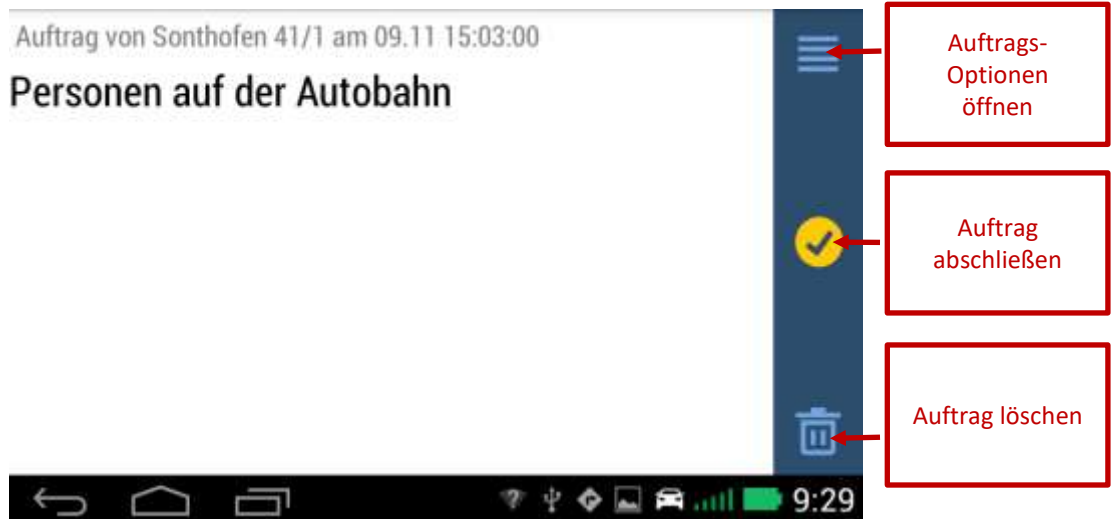 Auftrag von Sonthofen 41/1 am 09.11 15:03:00
Personen auf der Autobahn
Auftrags-
Optionen
öffnen
Auftrag
abschließen
Auftrag löschen
9:29